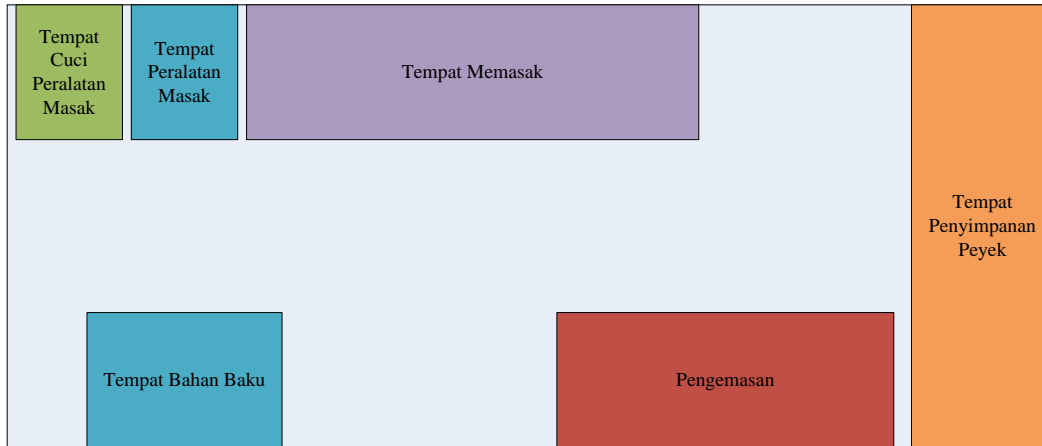 Tempat
Cuci
Peralatan
Masak
Tempat
Peralatan
Masak
Tempat Memasak
Tempat
Penyimpanan
Peyek
Tempat Bahan Baku
Pengemasan